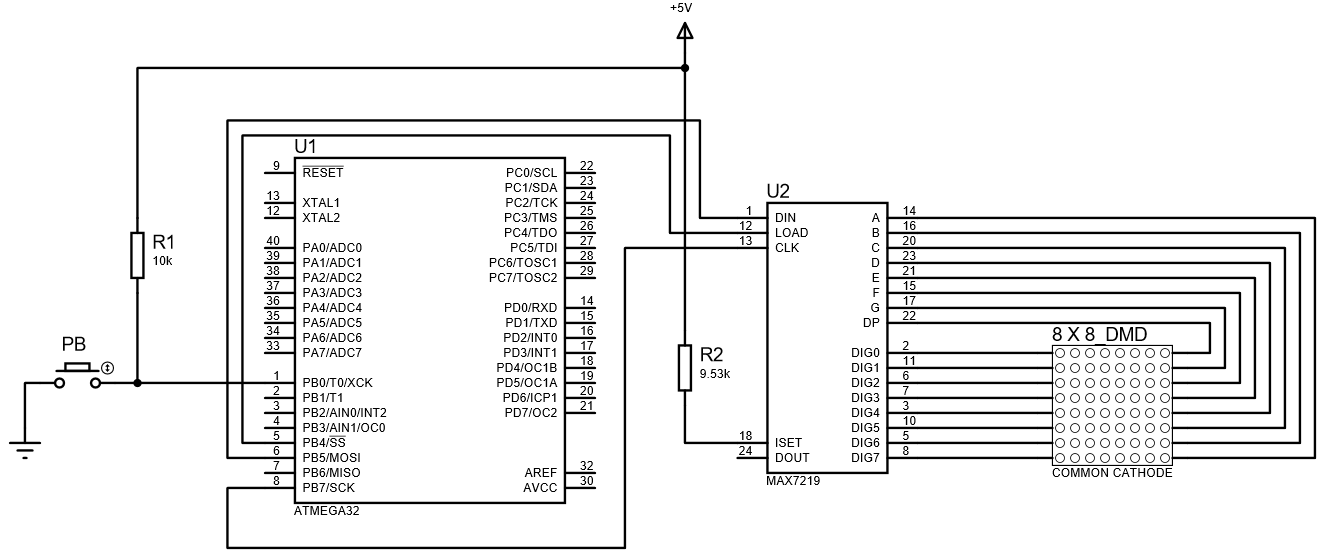 +5V
U1
9 RESET
13 XTAL1
12 XTAL2
40 PA0/ADC0
39 PA1/ADC1
38 PA2/ADC2
37 PA3/ADC3
36 PA4/ADC4
35 PA5/ADC5
34 PA6/ADC6
33 PA7/ADC7
1 PB0/T0/XCK
2 PB1/T1
3 PB2/AIN0/INT2
4 PB3/AIN1/OC0
5 PB4/SS
6 PB5/MOSI
7 PB6/MISO
8 PB7/SCK
PC0/SCL 22
PC1/SDA 23
PC2/TCK 24
PC3/TMS 25
PC4/TDO 26
PC5/TDI 27
PC6/TOSC1 28
PC7/TOSC2 29
PD0/RXD 14
PD1/TXD 15
PD2/INT0 16
PD3/INT1 17
PD4/OC1B 18
PD5/OC1A 19
PD6/ICP1 20
PD7/OC2 21
AREF 32
AVCC 30
ATMEGA32
R1
10k
PB
R2
9.53k
U2
1 DIN
12 LOAD
13 CLK
18 ISET
24 DOUT
A 14
B 16
C 20
D 23
E 21
F 15
G 17
DP 22
DIG0 2
DIG1 11
DIG2 6
DIG3 7
DIG4 3
DIG5 10
DIG6 5
DIG7 8
MAX7219
8 X 8_DMD
COMMON CATHODE